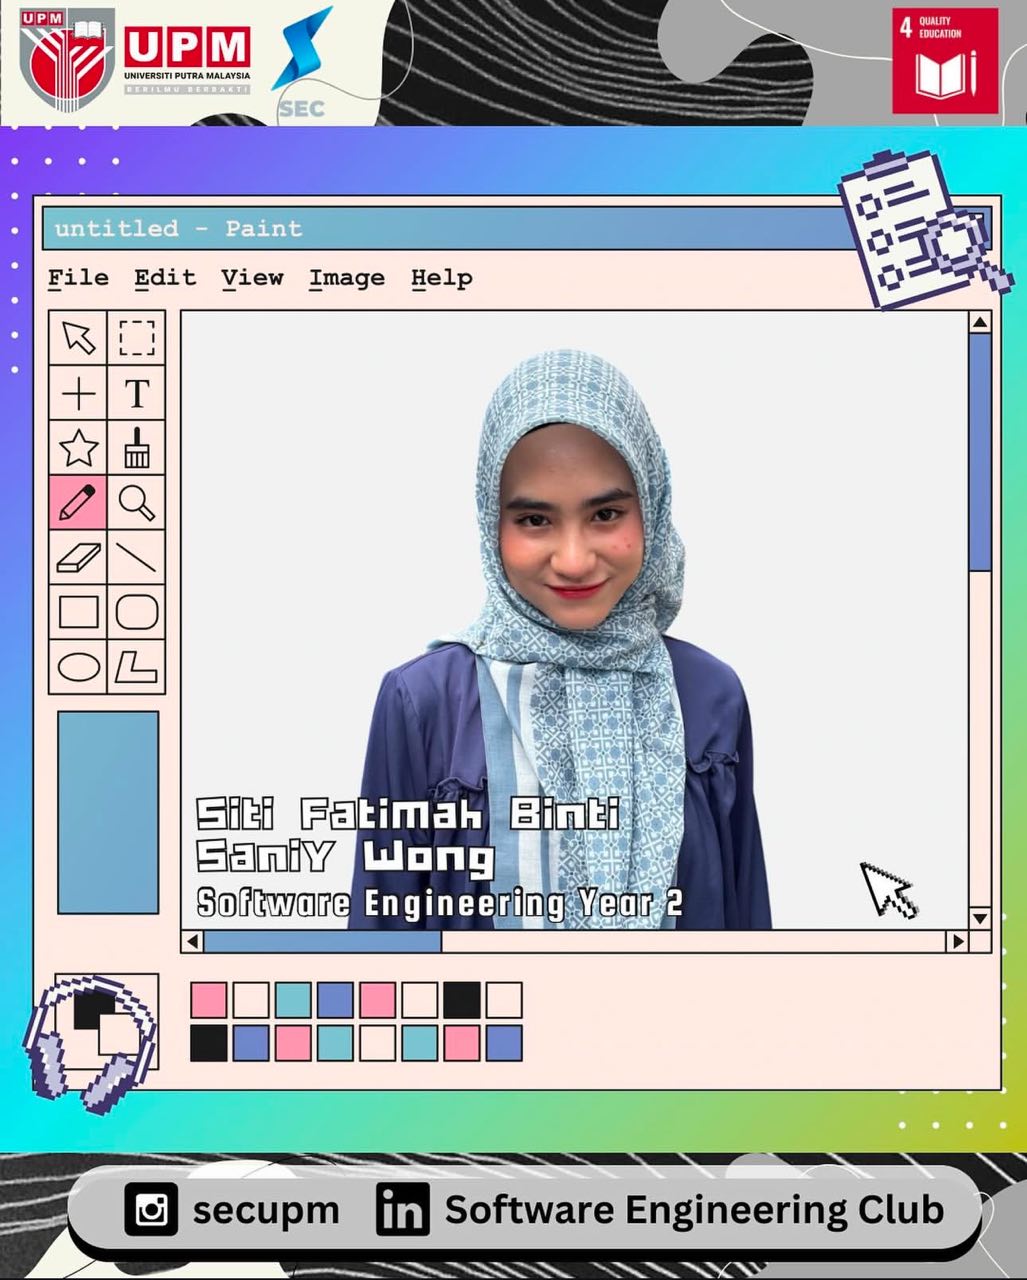 UPM
UPM
UNIVERSITI PUTRA MALAYSIA
BERILMU BERBAKTI
SEC
4 QUALITY
EDUCATION
untitled - Paint
File Edit View Image Help
T
Siti Fatimah Binti
Saniy Wong
Software Engineering Year 2
secupm
in Software Engineering Club